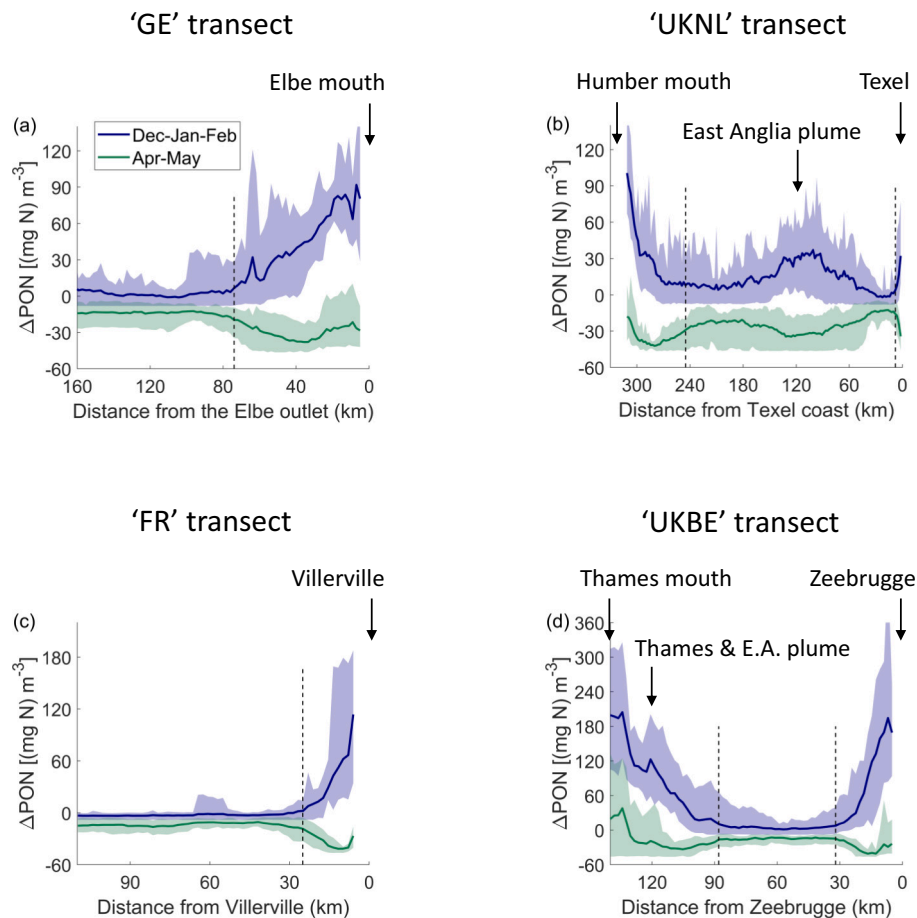 'GE' transect
'UKNL' transect
Elbe mouth
Humber mouth
Texel
(a)
Dec-Jan-Feb
Apr-May
(b)
East Anglia plume
120
90
60
30
0
-30
-60
ΔPON [(mg N) m⁻³]
160 120 80 40 0
Distance from the Elbe outlet (km)
120
90
60
30
0
-30
-60
ΔPON [(mg N) m⁻³]
300 240 180 120 60 0
Distance from Texel coast (km)
'FR' transect
'UKBE' transect
Villerville
Thames mouth
Zeebrugge
(c)
(d)
Thames & E.A. plume
180
120
60
0
-60
ΔPON [(mg N) m⁻³]
90 60 30 0
Distance from Villerville (km)
360
300
240
180
120
60
0
-60
ΔPON [(mg N) m⁻³]
120 90 60 30 0
Distance from Zeebrugge (km)